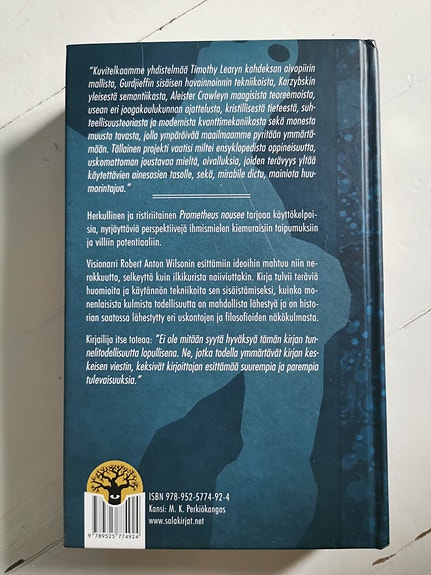 "Kuvitelkaamme yhdistelmää Timothy Learyn kahdeksan aivopiirin
mallista, Gurdjieffin sisäisen havainnoinnin tekniikoista, Korzybskin
yleisestä semantiikasta, Aleister Crowleyn maagisista teoreemoista,
usean eri joogakoulukunnan ajattelusta, kristillisestä tieteestä, suh-
teellisuusteoriasta ja modernista kvanttimekaniikasta sekä monesta
muusta tavasta, jolla ympäröivää maailmaamme pyritään ymmärtä-
mään. Tällainen projekti vaatisi miltei ensyklopedista oppineisuutta,
uskomattoman joustavaa mieltä, oivalluksia, joiden terävyys yltää
käytettävien ainesosien tasolle, sekä, mirabile dictu, mainiota huu-
morintajua."
Herkullinen ja ristiriitainen Prometheus nousee tarjoaa käyttökelpoi-
sia, nyrjäyttäviä perspektiivejä ihmismielen kiemuraisiin taipumuksiin
ja villiin potentiaaliin.
Visionarri Robert Anton Wilsonin esittämiin ideoihin mahtuu niin ne-
rokkuutta, selkeyttä kuin ilkikurista naiiviuttakin. Kirja tulvii teräviä
huomioita ja käytännön tekniikoita sen sisäistämiseksi, kuinka mo-
nenlaisista kulmista todellisuutta on mahdollista lähestyä ja on histo-
rian saatossa lähestytty eri uskontojen ja filosofioiden näkökulmasta.
Kirjailija itse toteaa: "Ei ole mitään syytä hyväksyä tämän kirjan tun-
nelitodellisuutta lopullisena. Ne, jotka todella ymmärtävät kirjan kes-
keisen viestin, keksivät kirjoittajan esittämää suurempia ja parempia
tulevaisuuksia."
ISBN 978-952-5774-92-4
Kansi: M. K. Perkiökangas
www.salakirjat.net
9 789525 774924